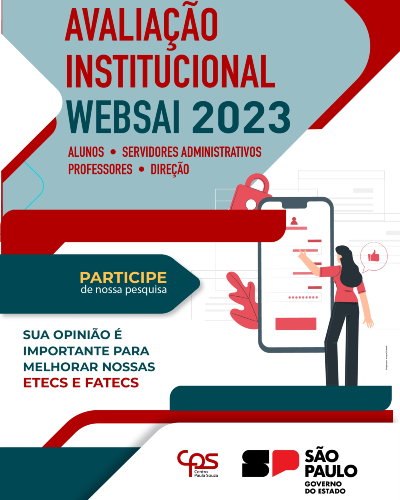 AVALIAÇÃO
INSTITUCIONAL
WEBSAI 2023
ALUNOS • SERVIDORES ADMINISTRATIVOS
PROFESSORES • DIREÇÃO
PARTICIPE
de nossa pesquisa
SUA OPINIÃO É
IMPORTANTE PARA
MELHORAR NOSSAS
ETECS E FATECS
CPS
Centro
Paula Souza
SP
SÃO
PAULO
GOVERNO
DO ESTADO